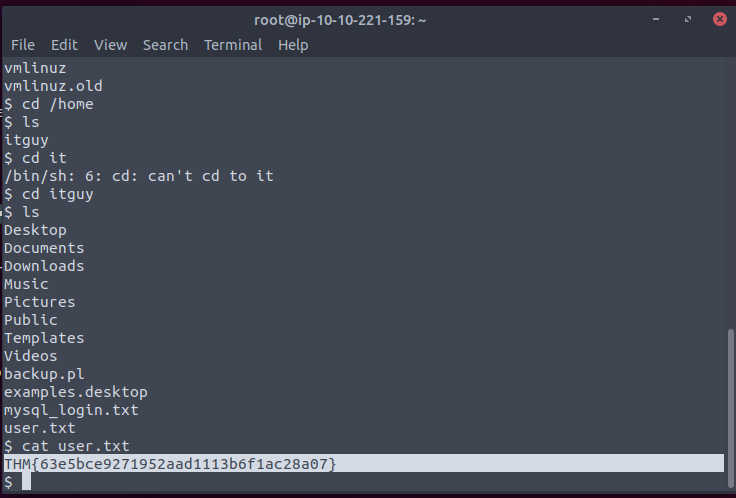 root@ip-10-10-221-159: ~
File Edit View Search Terminal Help
vmlinuz
vmlinuz.old
$ cd /home
$ ls
itguy
$ cd it
/bin/sh: 6: cd: can't cd to it
$ cd itguy
$ ls
Desktop
Documents
Downloads
Music
Pictures
Public
Templates
Videos
backup.pl
examples.desktop
mysql_login.txt
user.txt
$ cat user.txt
THM{63e5bce9271952aad1113b6f1ac28a07}
$